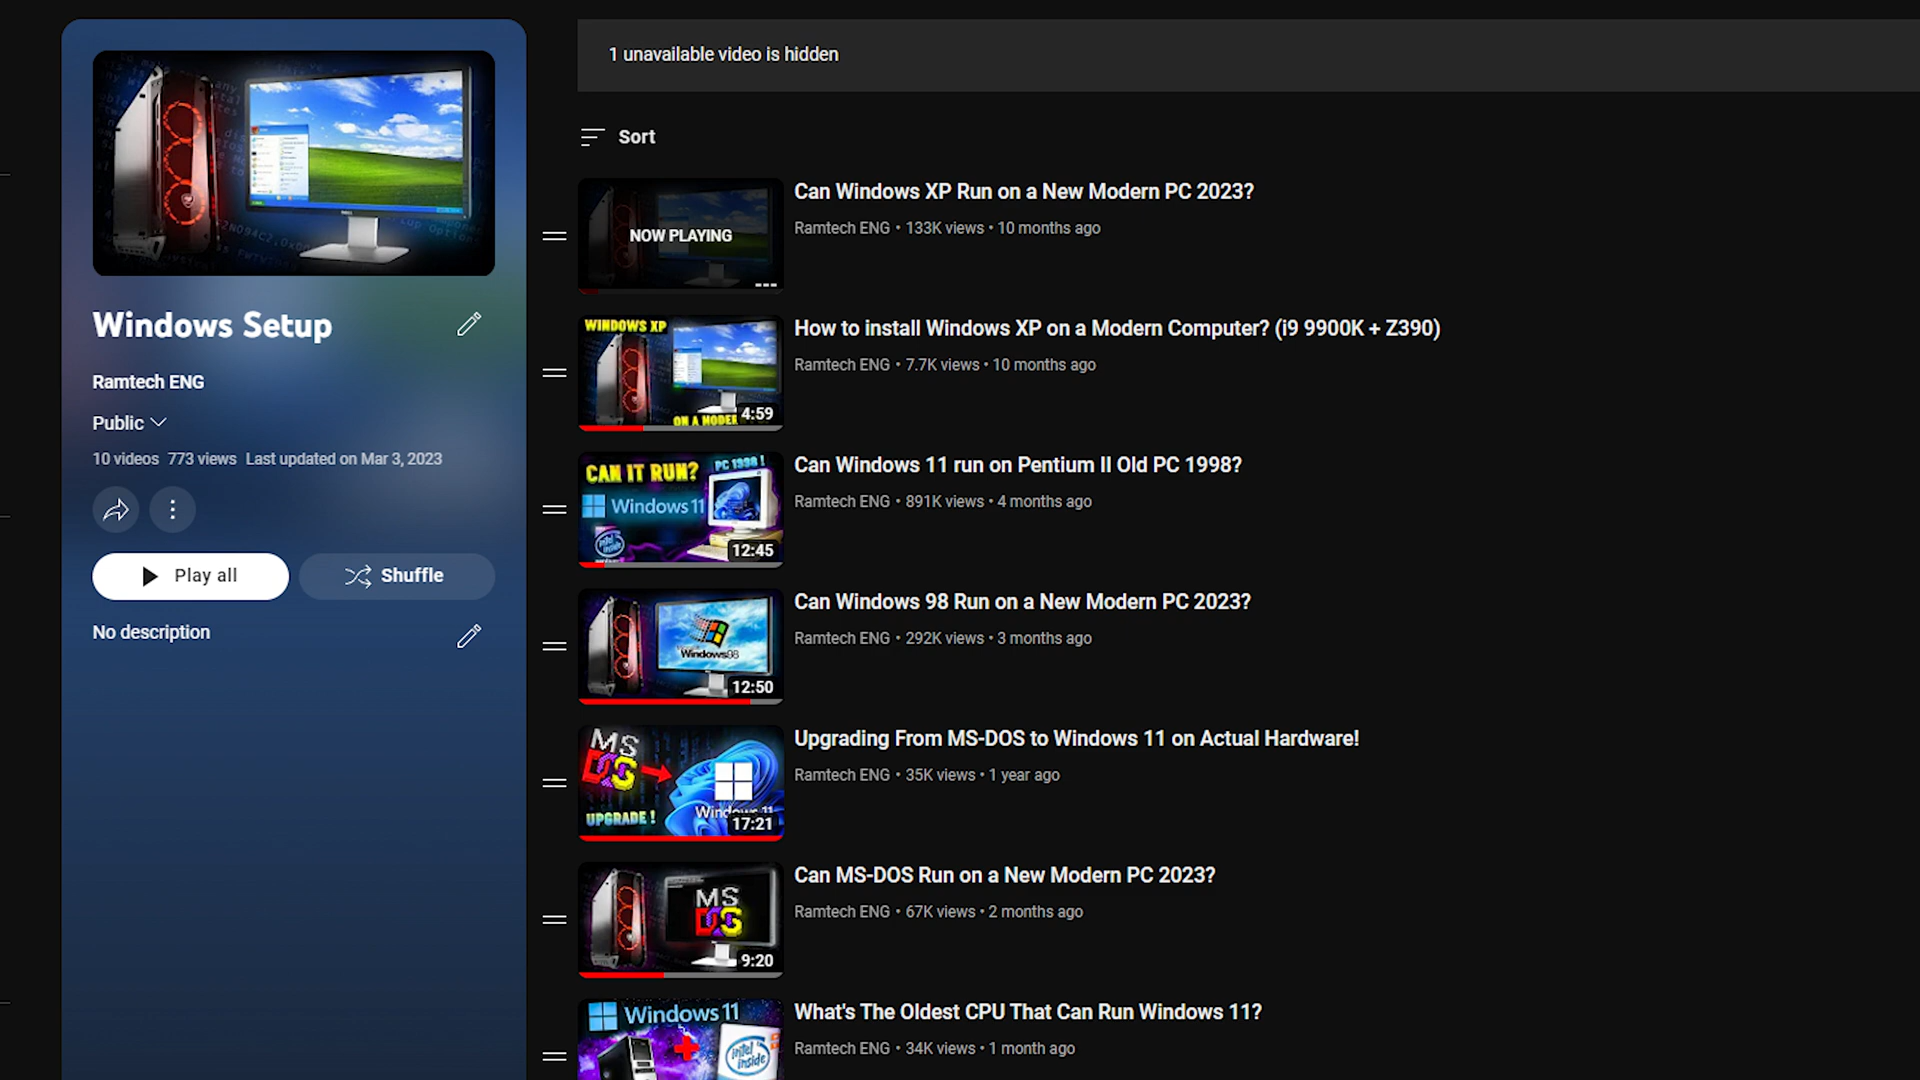 Windows Setup
Ramtech ENG
Public
10 videos 773 views Last updated on Mar 3, 2023
Play all
Shuffle
No description
1 unavailable video is hidden
Sort
NOW PLAYING
Can Windows XP Run on a New Modern PC 2023?
Ramtech ENG • 133K views • 10 months ago
WINDOWS XP
ON A MODER
4:59
How to install Windows XP on a Modern Computer? (i9 9900K + Z390)
Ramtech ENG • 7.7K views • 10 months ago
CAN IT RUN?
PC 1998 !
Windows 11
intel inside
12:45
Can Windows 11 run on Pentium II Old PC 1998?
Ramtech ENG • 891K views • 4 months ago
Windows98
12:50
Can Windows 98 Run on a New Modern PC 2023?
Ramtech ENG • 292K views • 3 months ago
MS
DOS
UPGRADE !
Windows 11
17:21
Upgrading From MS-DOS to Windows 11 on Actual Hardware!
Ramtech ENG • 35K views • 1 year ago
MS
DOS
9:20
Can MS-DOS Run on a New Modern PC 2023?
Ramtech ENG • 67K views • 2 months ago
Windows 11
intel inside
What's The Oldest CPU That Can Run Windows 11?
Ramtech ENG • 34K views • 1 month ago